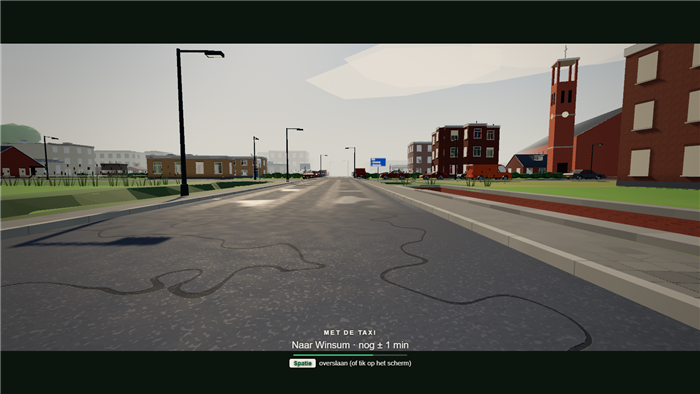 MET DE TAXI
Naar Winsum · nog ± 1 min
Spatie overslaan (of tik op het scherm)